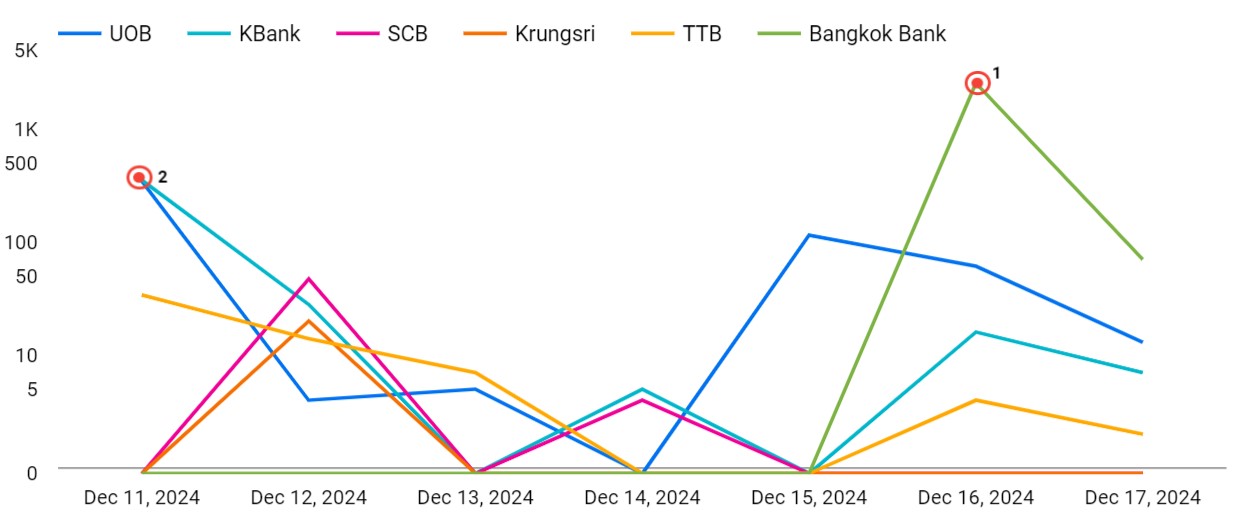 UOB KBank SCB Krungsri TTB Bangkok Bank
5K
1
1K
500
2
100
50
10
5
0
Dec 11, 2024 Dec 12, 2024 Dec 13, 2024 Dec 14, 2024 Dec 15, 2024 Dec 16, 2024 Dec 17, 2024